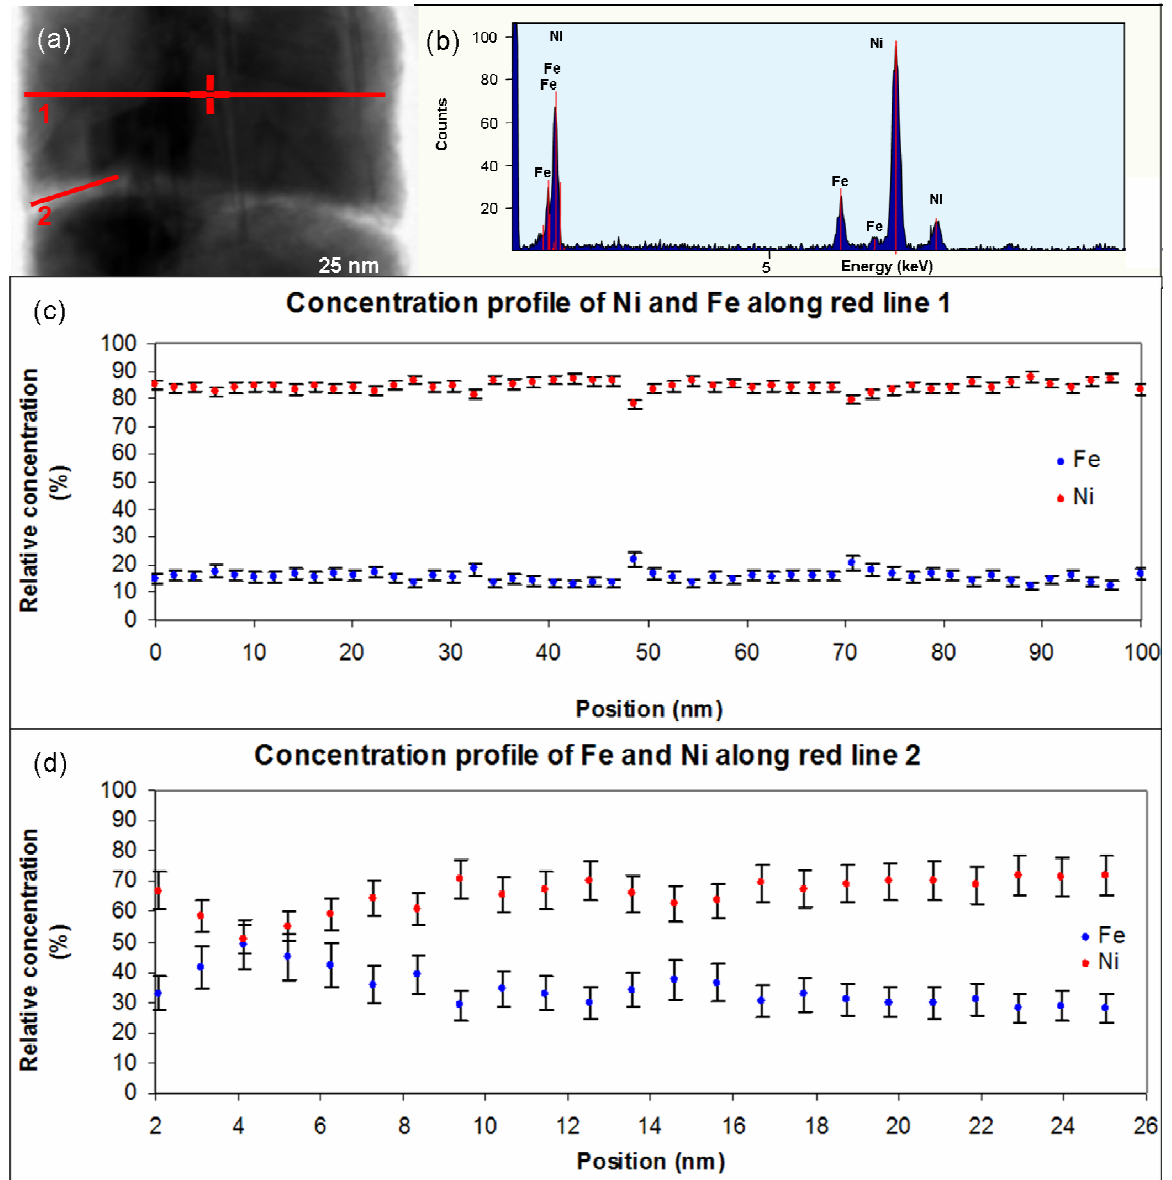 (a)
1
2
25 nm
(b)
Counts
100
80
60
40
20
Ni
Fe
Fe
Fe
Fe
Fe
Ni
Ni
5
Energy (keV)
(c)
Concentration profile of Ni and Fe along red line 1
Relative concentration
(%)
100
90
80
70
60
50
40
30
20
10
0
Fe
Ni
0 10 20 30 40 50 60 70 80 90 100
Position (nm)
(d)
Concentration profile of Fe and Ni along red line 2
Relative concentration
(%)
100
90
80
70
60
50
40
30
20
10
0
Fe
Ni
2 4 6 8 10 12 14 16 18 20 22 24 26
Position (nm)